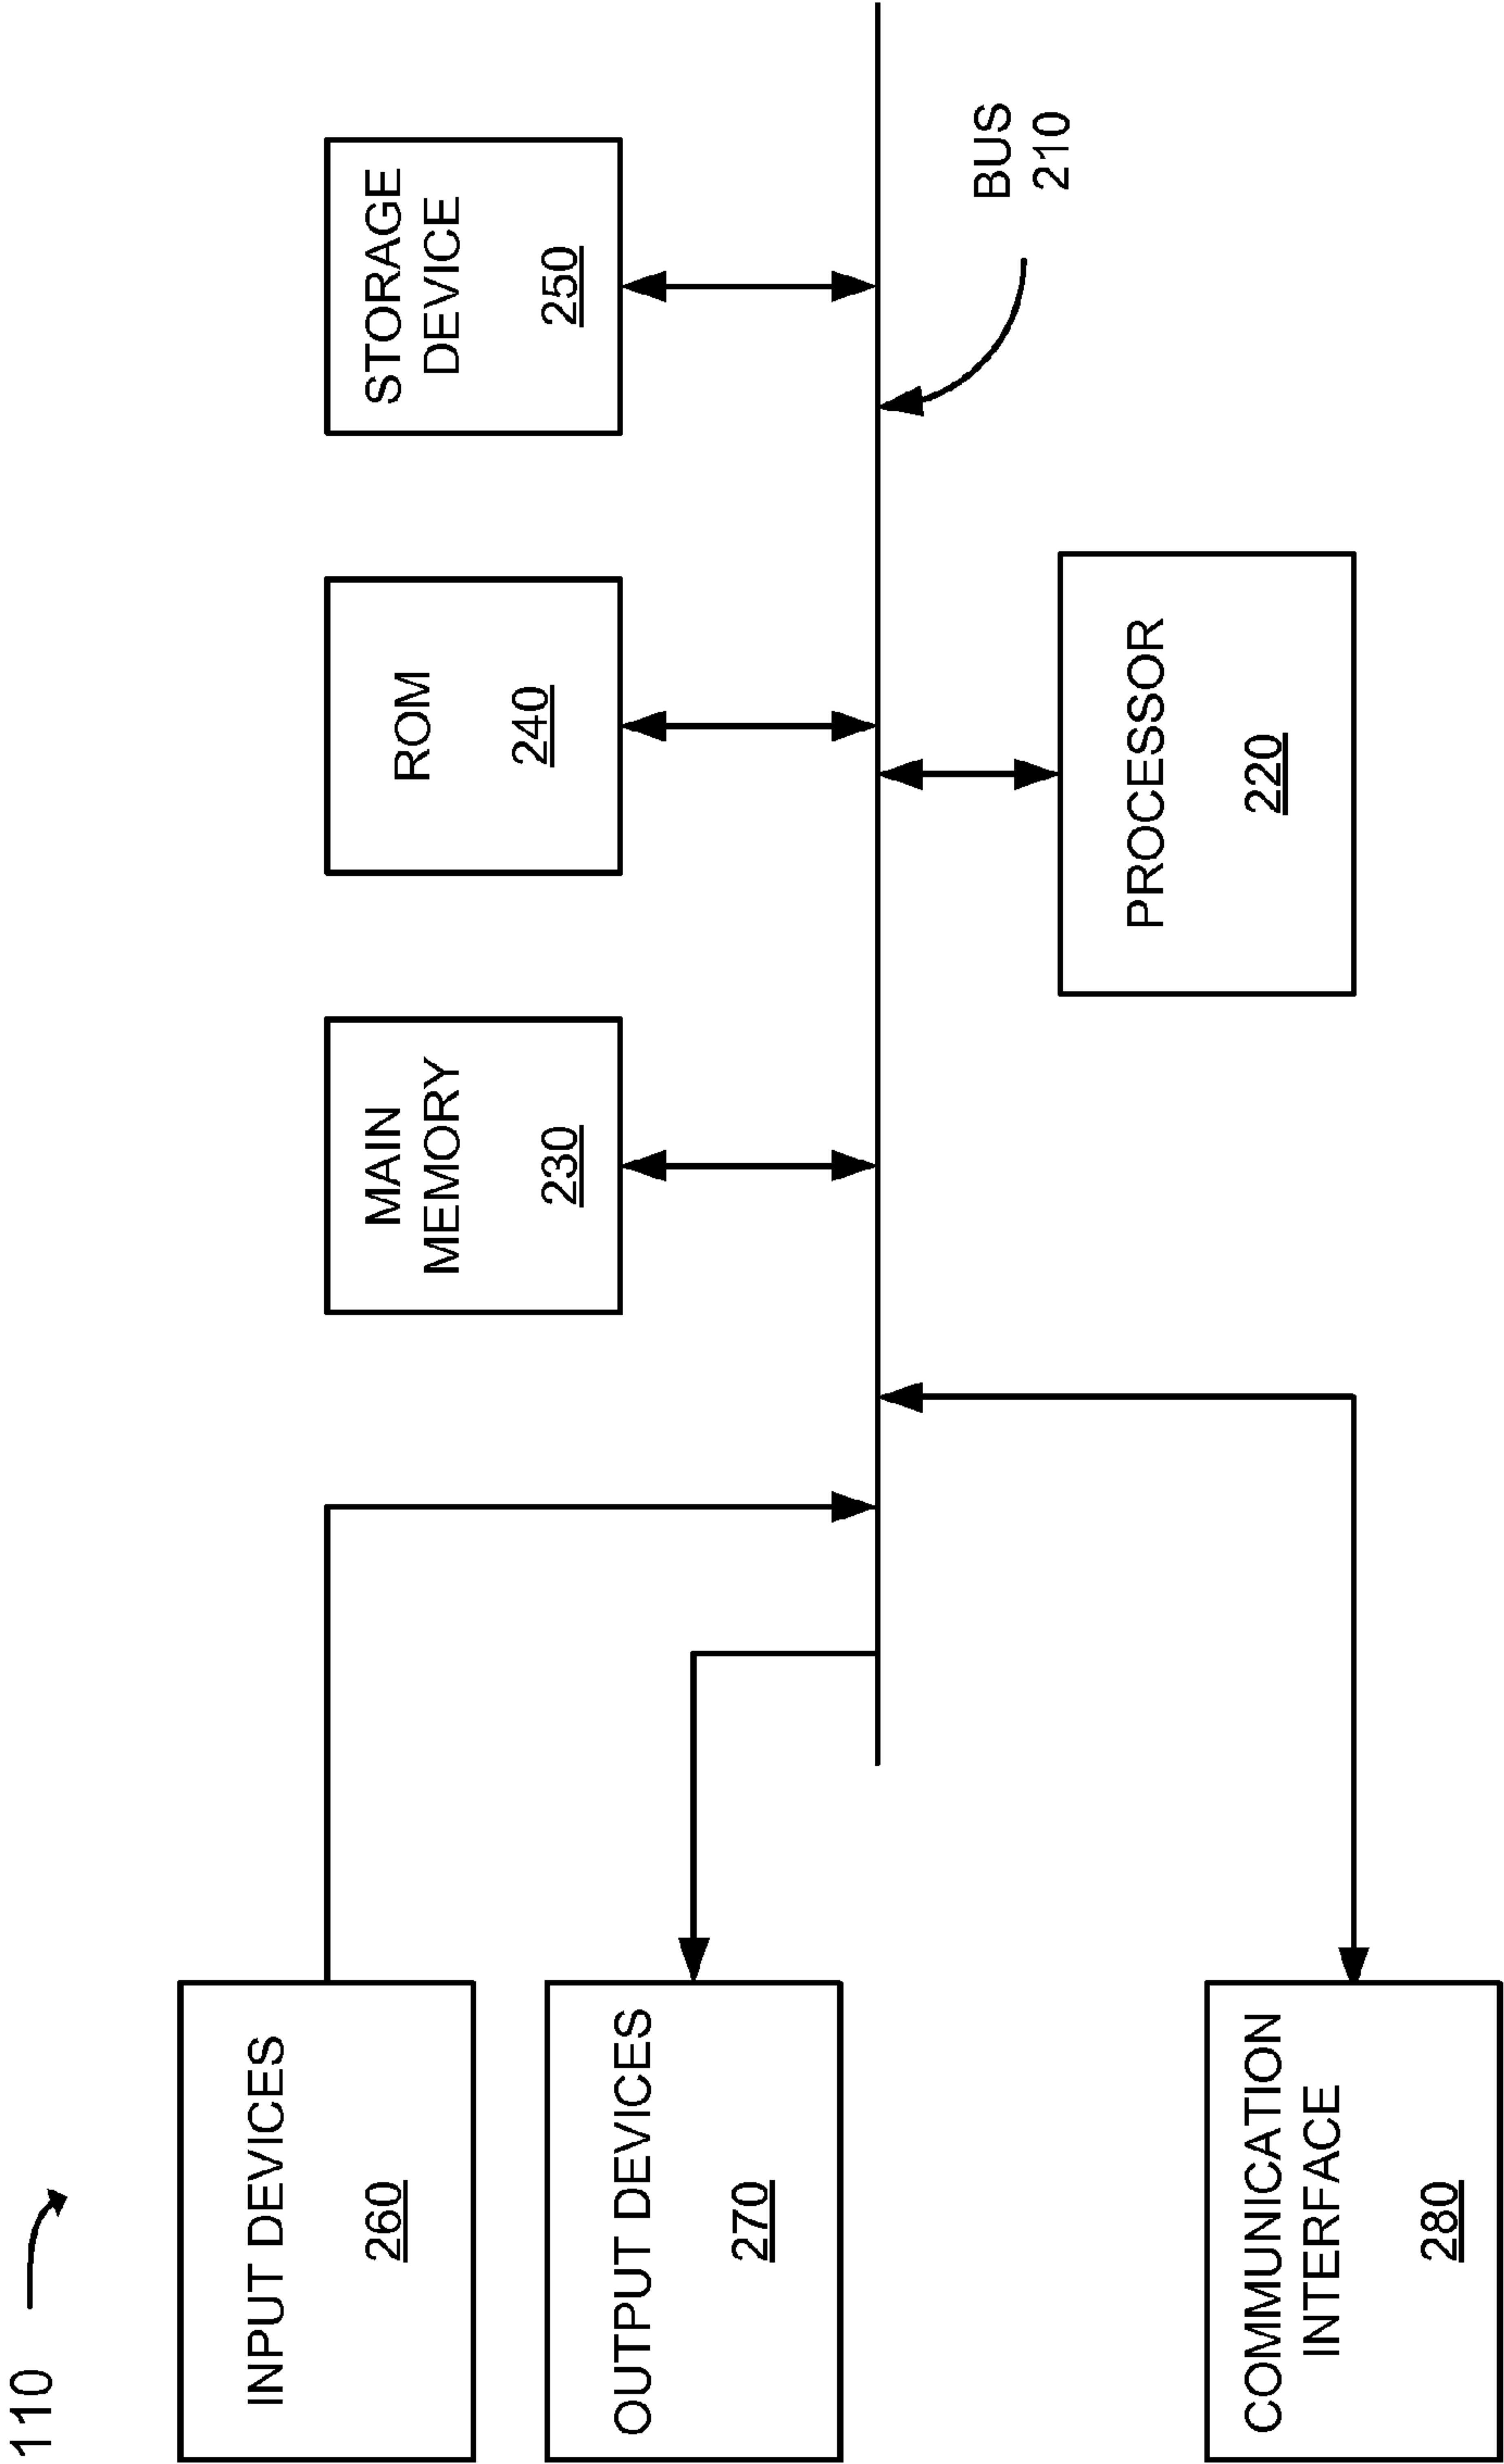 110
INPUT DEVICES
260
OUTPUT DEVICES
270
COMMUNICATION
INTERFACE
280
MAIN
MEMORY
230
ROM
240
STORAGE
DEVICE
250
PROCESSOR
220
BUS
210